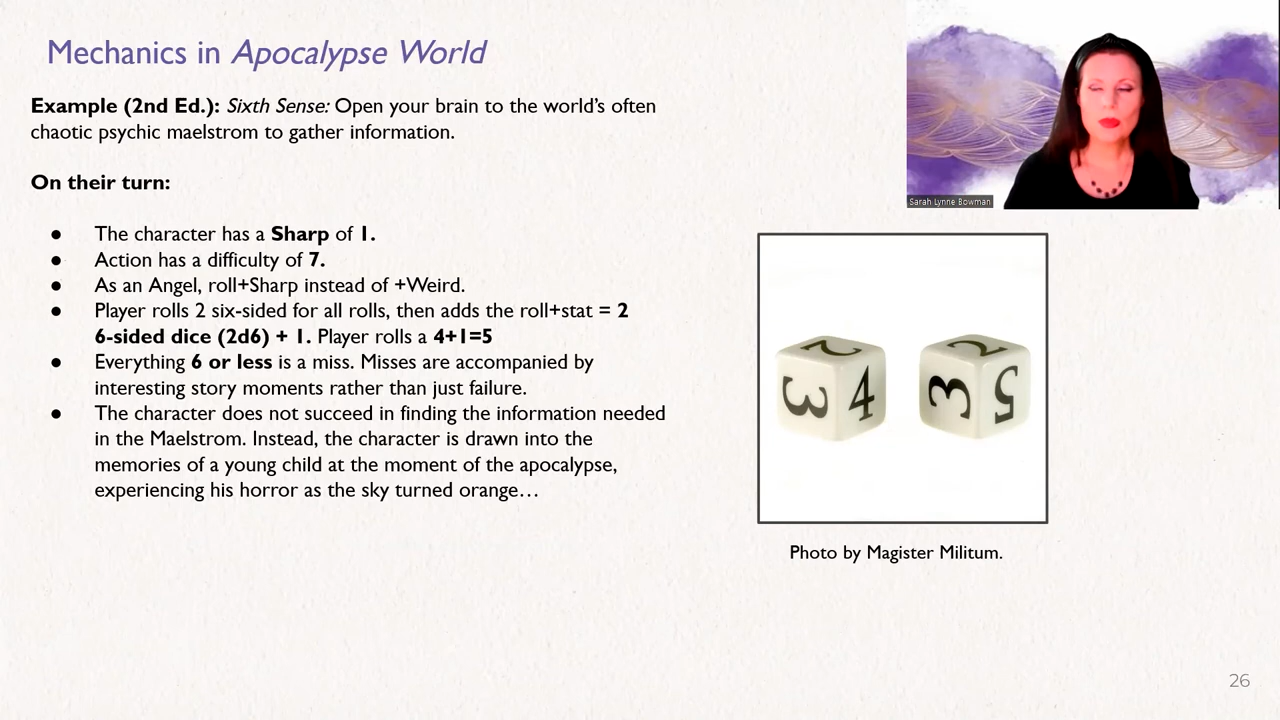 Mechanics in Apocalypse World
Sarah Lynne Bowman
Example (2nd Ed.): Sixth Sense: Open your brain to the world's often
chaotic psychic maelstrom to gather information.
On their turn:
● The character has a Sharp of 1.
● Action has a difficulty of 7.
● As an Angel, roll+Sharp instead of +Weird.
● Player rolls 2 six-sided for all rolls, then adds the roll+stat = 2
6-sided dice (2d6) + 1. Player rolls a 4+1=5
● Everything 6 or less is a miss. Misses are accompanied by
interesting story moments rather than just failure.
● The character does not succeed in finding the information needed
in the Maelstrom. Instead, the character is drawn into the
memories of a young child at the moment of the apocalypse,
experiencing his horror as the sky turned orange…
2 2
3 4 3 5
Photo by Magister Militum.
26